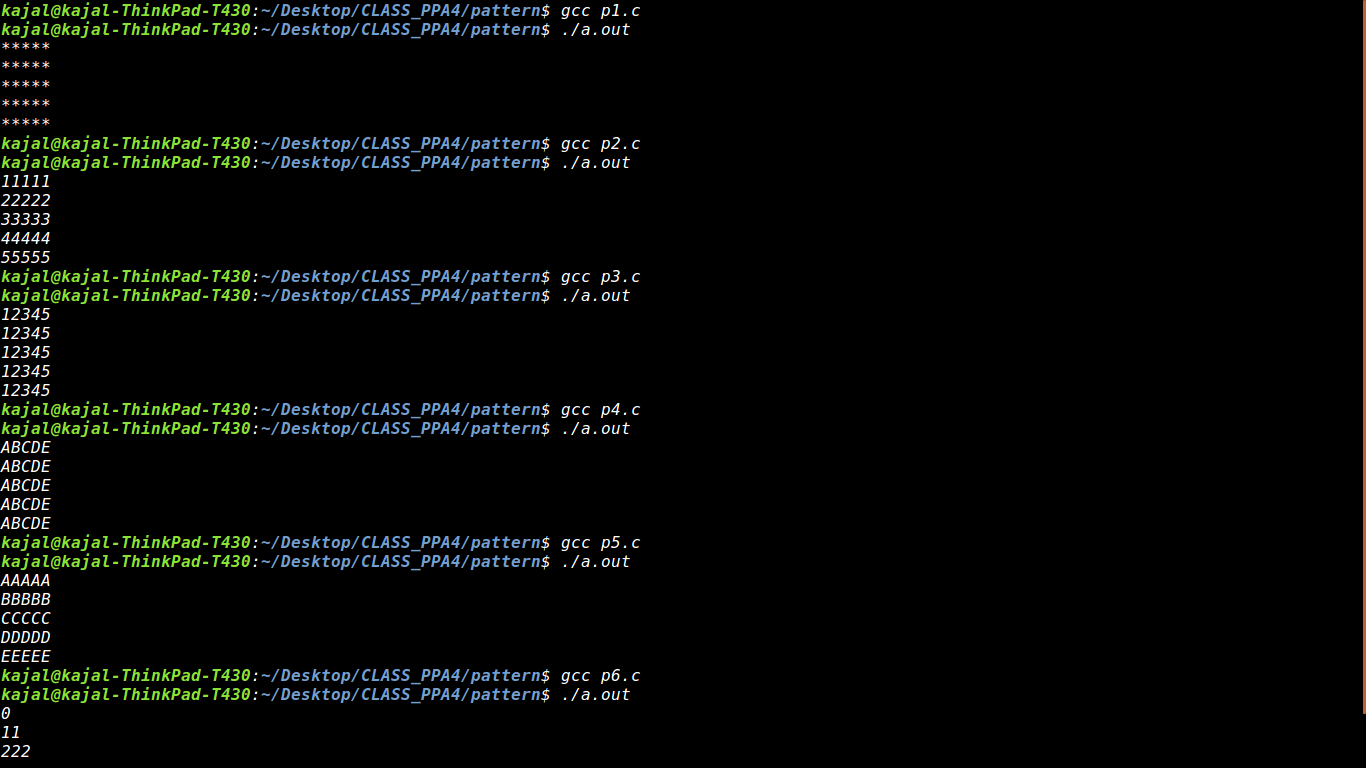 kajal@kajal-ThinkPad-T430:~/Desktop/CLASS_PPA4/pattern$ gcc p1.c
kajal@kajal-ThinkPad-T430:~/Desktop/CLASS_PPA4/pattern$ ./a.out
*****
*****
*****
*****
*****
kajal@kajal-ThinkPad-T430:~/Desktop/CLASS_PPA4/pattern$ gcc p2.c
kajal@kajal-ThinkPad-T430:~/Desktop/CLASS_PPA4/pattern$ ./a.out
11111
22222
33333
44444
55555
kajal@kajal-ThinkPad-T430:~/Desktop/CLASS_PPA4/pattern$ gcc p3.c
kajal@kajal-ThinkPad-T430:~/Desktop/CLASS_PPA4/pattern$ ./a.out
12345
12345
12345
12345
12345
kajal@kajal-ThinkPad-T430:~/Desktop/CLASS_PPA4/pattern$ gcc p4.c
kajal@kajal-ThinkPad-T430:~/Desktop/CLASS_PPA4/pattern$ ./a.out
ABCDE
ABCDE
ABCDE
ABCDE
ABCDE
kajal@kajal-ThinkPad-T430:~/Desktop/CLASS_PPA4/pattern$ gcc p5.c
kajal@kajal-ThinkPad-T430:~/Desktop/CLASS_PPA4/pattern$ ./a.out
AAAAA
BBBBB
CCCCC
DDDDD
EEEEE
kajal@kajal-ThinkPad-T430:~/Desktop/CLASS_PPA4/pattern$ gcc p6.c
kajal@kajal-ThinkPad-T430:~/Desktop/CLASS_PPA4/pattern$ ./a.out
0
11
222